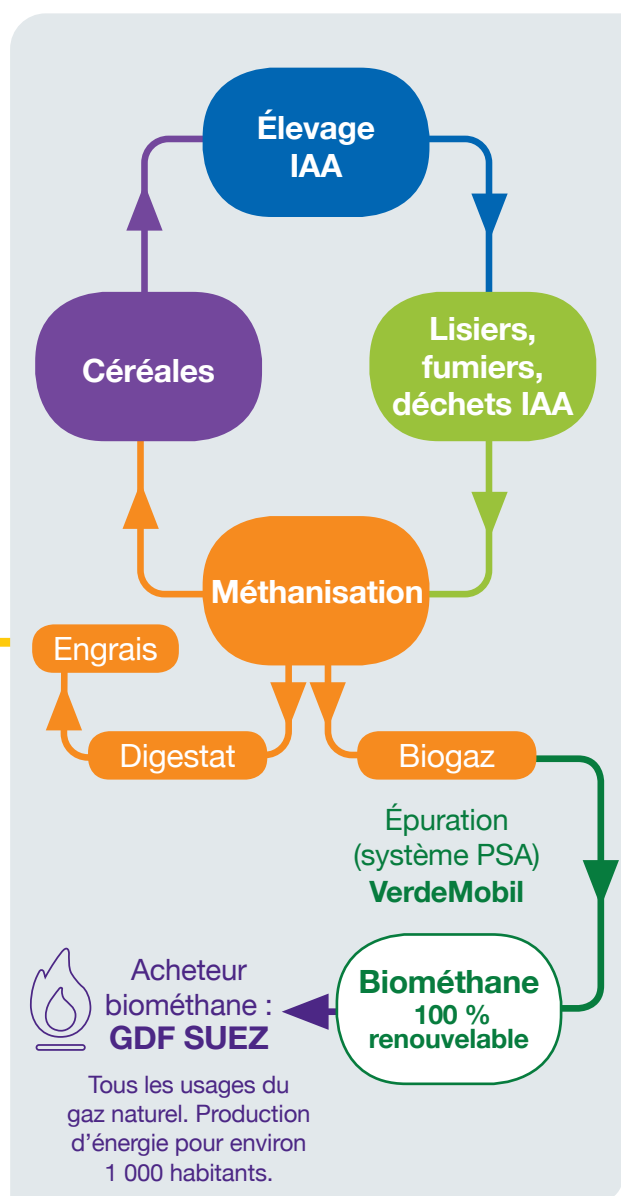 Élevage
IAA
Céréales
Lisiers,
fumiers,
déchets IAA
Méthanisation
Engrais
Digestat
Biogaz
Épuration
(système PSA)
VerdeMobil
Biométhane
100 %
renouvelable
Acheteur
biométhane :
GDF SUEZ
Tous les usages du
gaz naturel. Production
d’énergie pour environ
1 000 habitants.